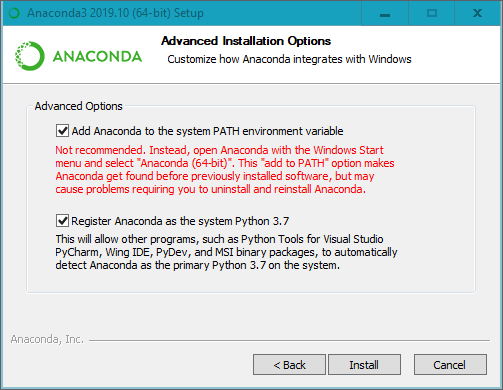 Anaconda3 2019.10 (64-bit) Setup
ANACONDA
Advanced Installation Options
Customize how Anaconda integrates with Windows
Advanced Options
Add Anaconda to the system PATH environment variable
Not recommended. Instead, open Anaconda with the Windows Start
menu and select "Anaconda (64-bit)". This "add to PATH" option makes
Anaconda get found before previously installed software, but may
cause problems requiring you to uninstall and reinstall Anaconda.
Register Anaconda as the system Python 3.7
This will allow other programs, such as Python Tools for Visual Studio
PyCharm, Wing IDE, PyDev, and MSI binary packages, to automatically
detect Anaconda as the primary Python 3.7 on the system.
Anaconda, Inc.
< Back
Install
Cancel